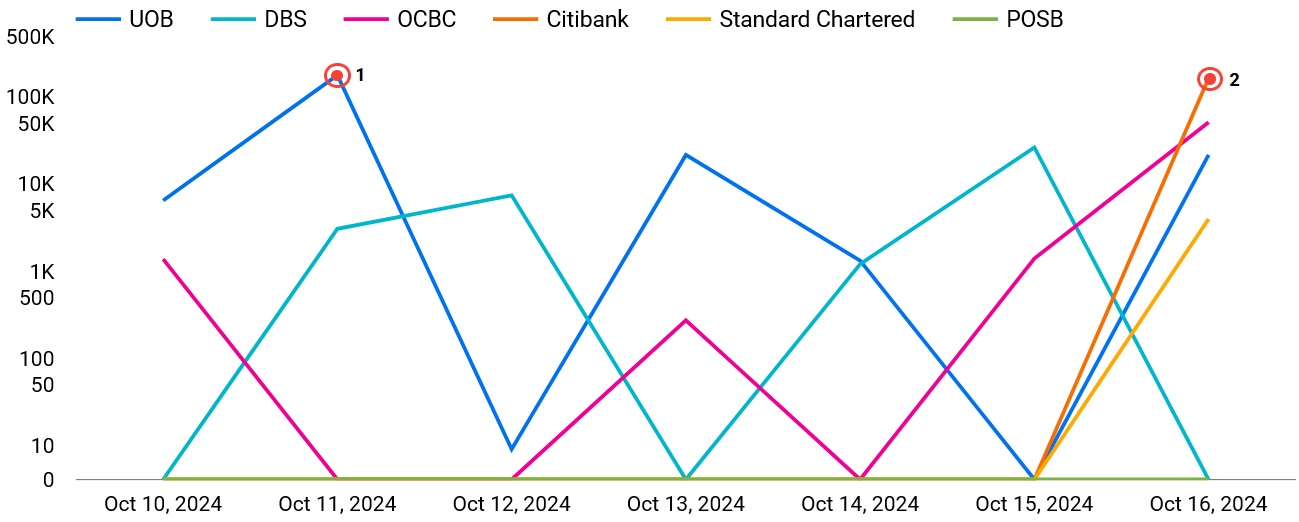 UOB DBS OCBC Citibank Standard Chartered POSB
500K
1
2
100K
50K
10K
5K
1K
500
100
50
10
0
Oct 10, 2024 Oct 11, 2024 Oct 12, 2024 Oct 13, 2024 Oct 14, 2024 Oct 15, 2024 Oct 16, 2024